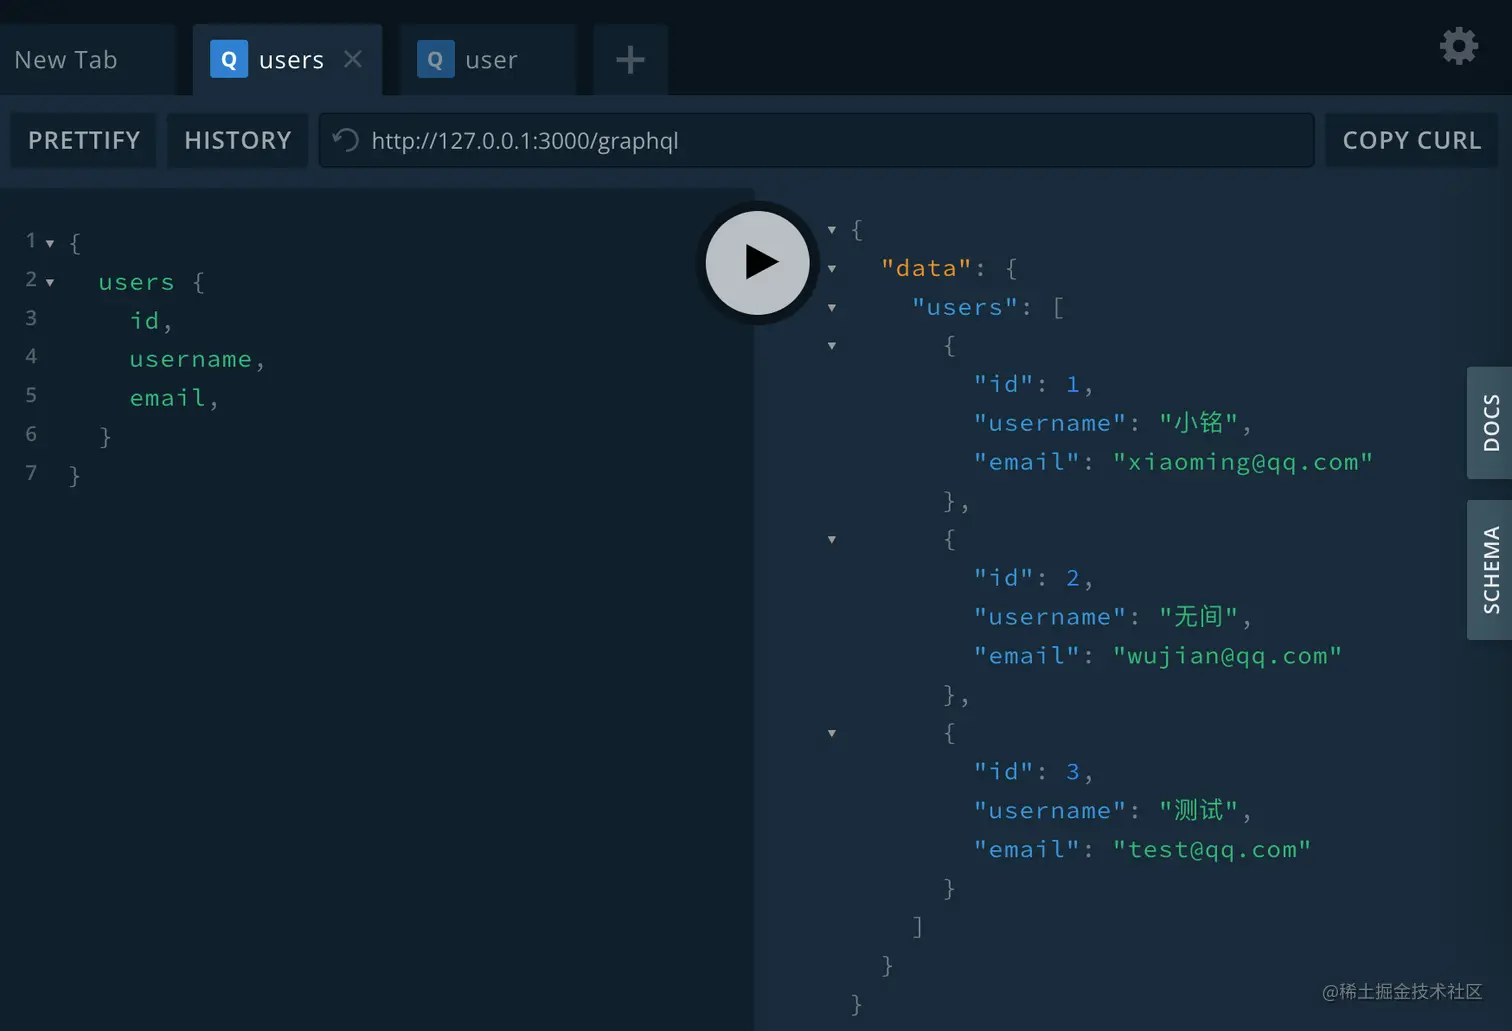 New Tab
Q users
Q user
PRETTIFY
HISTORY
http://127.0.0.1:3000/graphql
COPY CURL
1 {
2 users {
3 id,
4 username,
5 email,
6 }
7 }
{
"data": {
"users": [
{
"id": 1,
"username": "小铭",
"email": "xiaoming@qq.com"
},
{
"id": 2,
"username": "无间",
"email": "wujian@qq.com"
},
{
"id": 3,
"username": "测试",
"email": "test@qq.com"
}
]
}
}
DOCS
SCHEMA
@稀土掘金技术社区